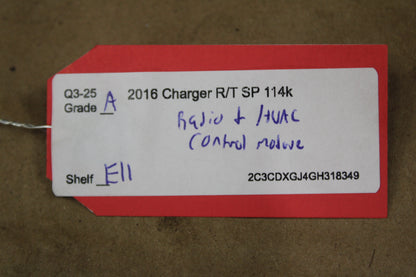 Q3-25
Grade A
2016 Charger R/T SP 114k
Radio + HVAC
Control module
Shelf E11
2C3CDXGJ4GH318349